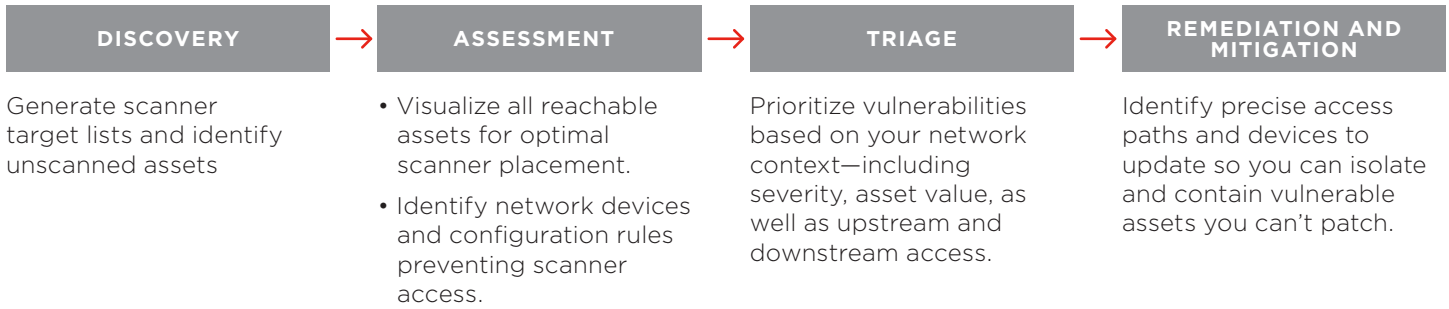 DISCOVERY
Generate scanner
target lists and identify
unscanned assets
ASSESSMENT
• Visualize all reachable
assets for optimal
scanner placement.
• Identify network devices
and configuration rules
preventing scanner
access.
TRIAGE
Prioritize vulnerabilities
based on your network
context—including
severity, asset value, as
well as upstream and
downstream access.
REMEDIATION AND
MITIGATION
Identify precise access
paths and devices to
update so you can isolate
and contain vulnerable
assets you can’t patch.